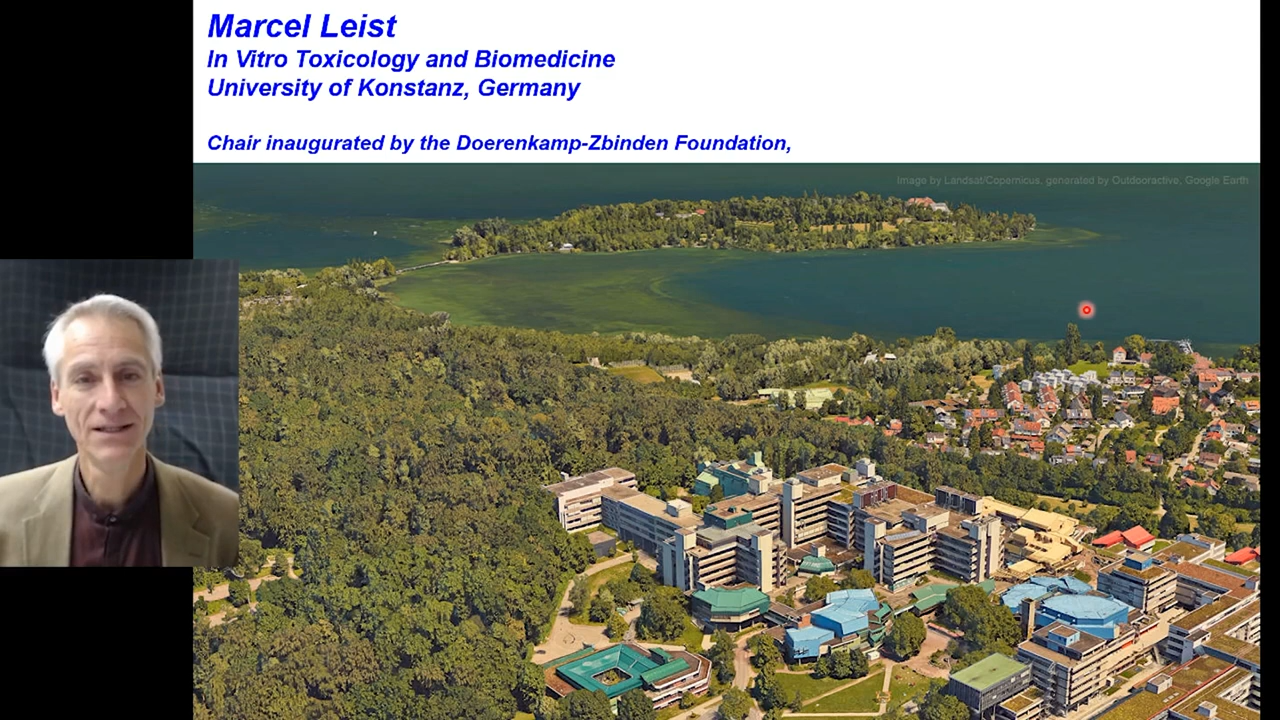 Marcel Leist
In Vitro Toxicology and Biomedicine
University of Konstanz, Germany
Chair inaugurated by the Doerenkamp-Zbinden Foundation,
Image by Landsat/Copernicus, generated by Outdooractive, Google Earth